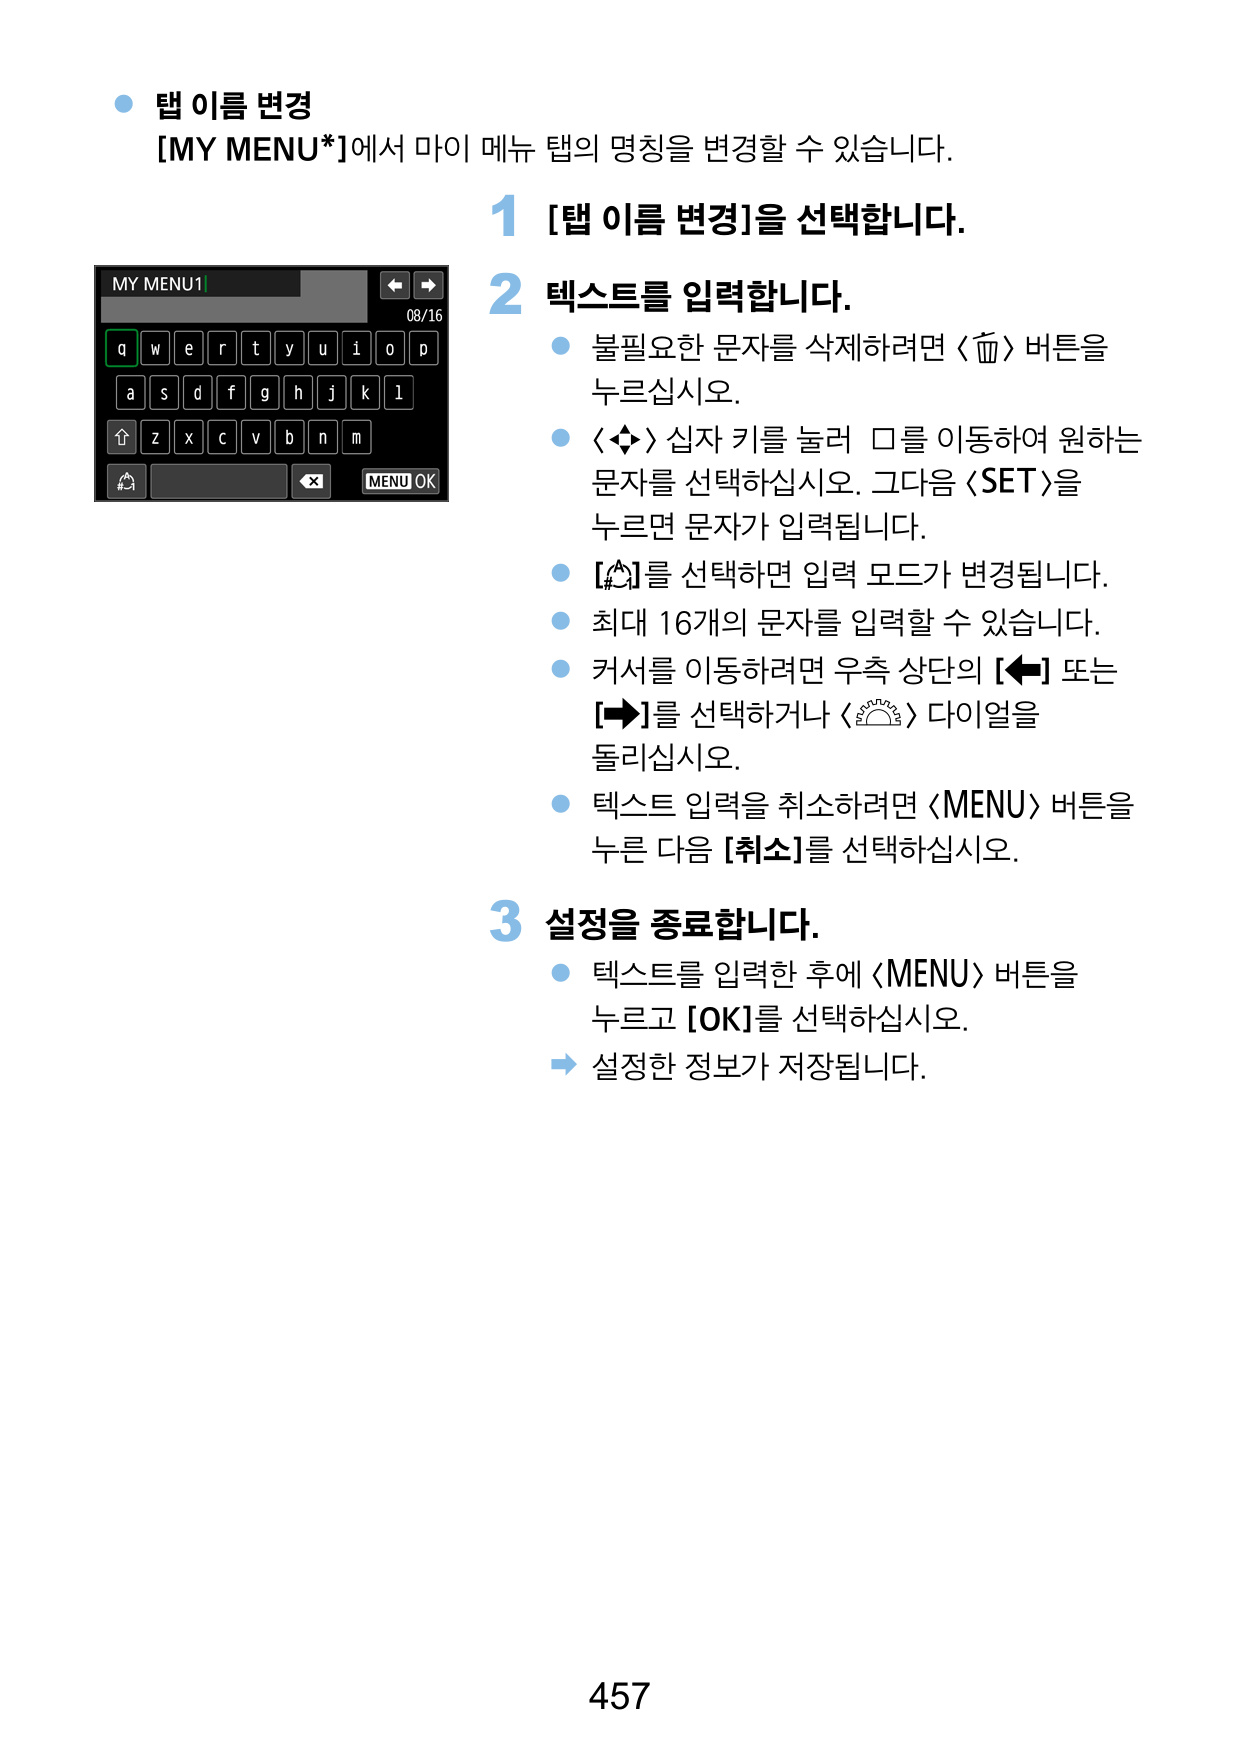 ● 탭 이름 변경
[MY MENU*]에서 마이 메뉴 탭의 명칭을 변경할 수 있습니다.
1 [탭 이름 변경]을 선택합니다.
MY MENU1
08/16
q w e r t y u i o p
a s d f g h j k l
z x c v b n m
A # 1
MENU OK
2 텍스트를 입력합니다.
● 불필요한 문자를 삭제하려면 〈🗑〉 버튼을
누르십시오.
● 〈✥〉 십자 키를 눌러 □를 이동하여 원하는
문자를 선택하십시오. 그다음 〈SET〉을
누르면 문자가 입력됩니다.
● [A#1]를 선택하면 입력 모드가 변경됩니다.
● 최대 16개의 문자를 입력할 수 있습니다.
● 커서를 이동하려면 우측 상단의 [←] 또는
[→]를 선택하거나 〈〉 다이얼을
돌리십시오.
● 텍스트 입력을 취소하려면 〈MENU〉 버튼을
누른 다음 [취소]를 선택하십시오.
3 설정을 종료합니다.
● 텍스트를 입력한 후에 〈MENU〉 버튼을
누르고 [OK]를 선택하십시오.
➡ 설정한 정보가 저장됩니다.
457